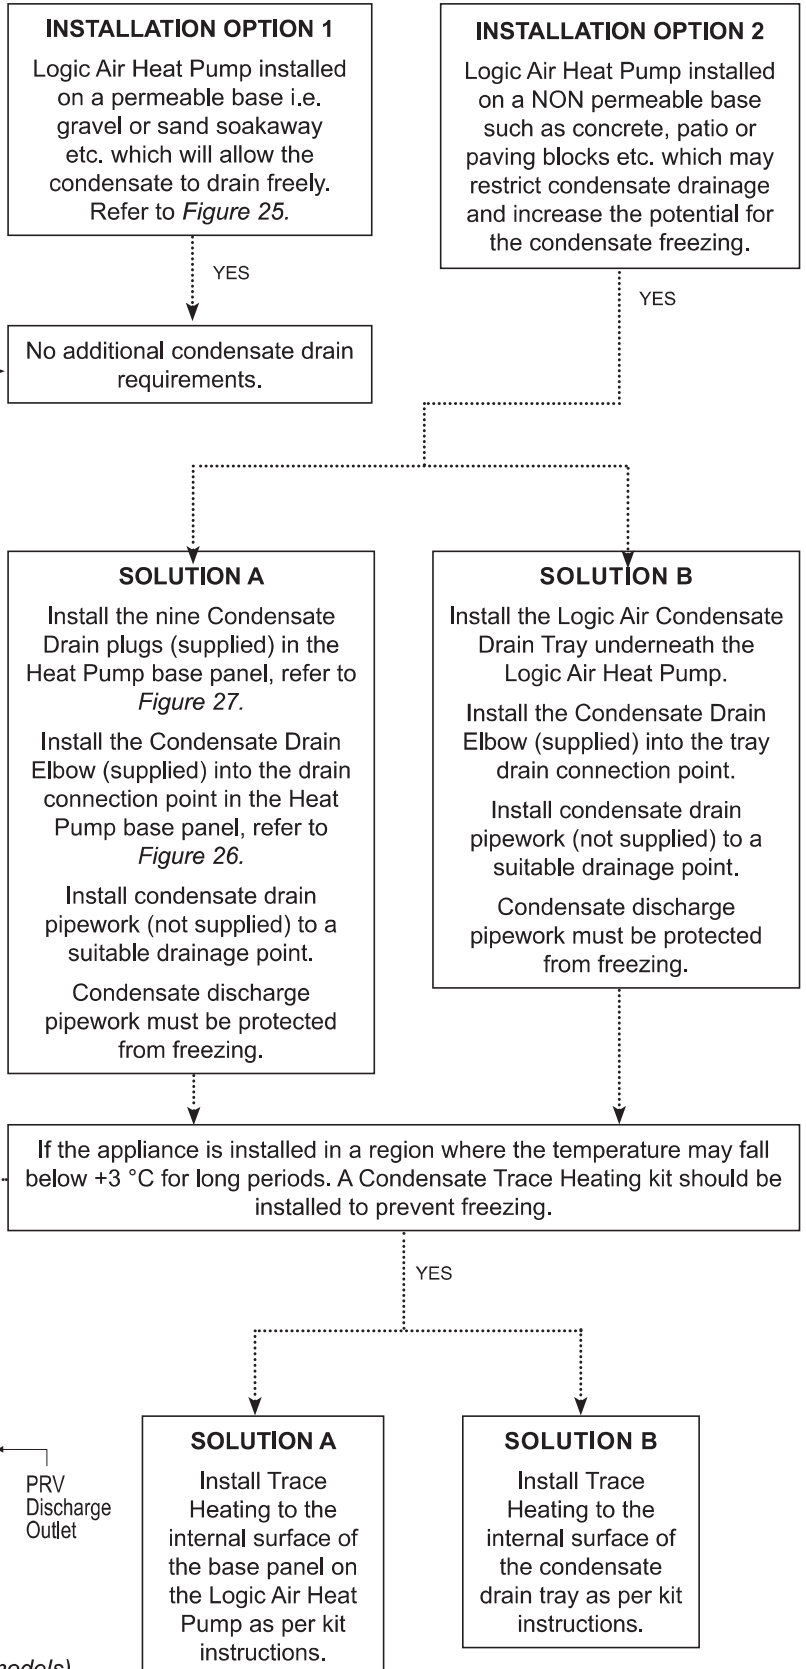 INSTALLATION OPTION 1
Logic Air Heat Pump installed
on a permeable base i.e.
gravel or sand soakaway
etc. which will allow the
condensate to drain freely.
Refer to Figure 25.
INSTALLATION OPTION 2
Logic Air Heat Pump installed
on a NON permeable base
such as concrete, patio or
paving blocks etc. which may
restrict condensate drainage
and increase the potential for
the condensate freezing.
YES
YES
No additional condensate drain
requirements.
SOLUTION A
Install the nine Condensate
Drain plugs (supplied) in the
Heat Pump base panel, refer to
Figure 27.
Install the Condensate Drain
Elbow (supplied) into the drain
connection point in the Heat
Pump base panel, refer to
Figure 26.
Install condensate drain
pipework (not supplied) to a
suitable drainage point.
Condensate discharge
pipework must be protected
from freezing.
SOLUTION B
Install the Logic Air Condensate
Drain Tray underneath the
Logic Air Heat Pump.
Install the Condensate Drain
Elbow (supplied) into the tray
drain connection point.
Install condensate drain
pipework (not supplied) to a
suitable drainage point.
Condensate discharge
pipework must be protected
from freezing.
If the appliance is installed in a region where the temperature may fall
below +3 °C for long periods. A Condensate Trace Heating kit should be
installed to prevent freezing.
YES
SOLUTION A
Install Trace
Heating to the
internal surface of
the base panel on
the Logic Air Heat
Pump as per kit
instructions.
SOLUTION B
Install Trace
Heating to the
internal surface of
the condensate
drain tray as per kit
instructions.
PRV
Discharge
Outlet